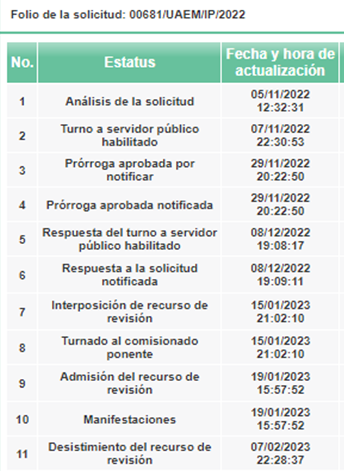 Folio de la solicitud: 00681/UAEM/IP/2022
No. Estatus Fecha y hora de
actualización
1 Análisis de la solicitud 05/11/2022
12:32:31
2 Turno a servidor público
habilitado 07/11/2022
22:30:53
3 Prórroga aprobada por
notificar 29/11/2022
20:22:50
4 Prórroga aprobada notificada 29/11/2022
20:22:50
5 Respuesta del turno a servidor
público habilitado 08/12/2022
19:08:17
6 Respuesta a la solicitud
notificada 08/12/2022
19:09:11
7 Interposición de recurso de
revisión 15/01/2023
21:02:10
8 Turnado al comisionado
ponente 15/01/2023
21:02:10
9 Admisión del recurso de
revisión 19/01/2023
15:57:52
10 Manifestaciones 19/01/2023
15:57:52
11 Desistimiento del recurso de
revisión 07/02/2023
22:28:37